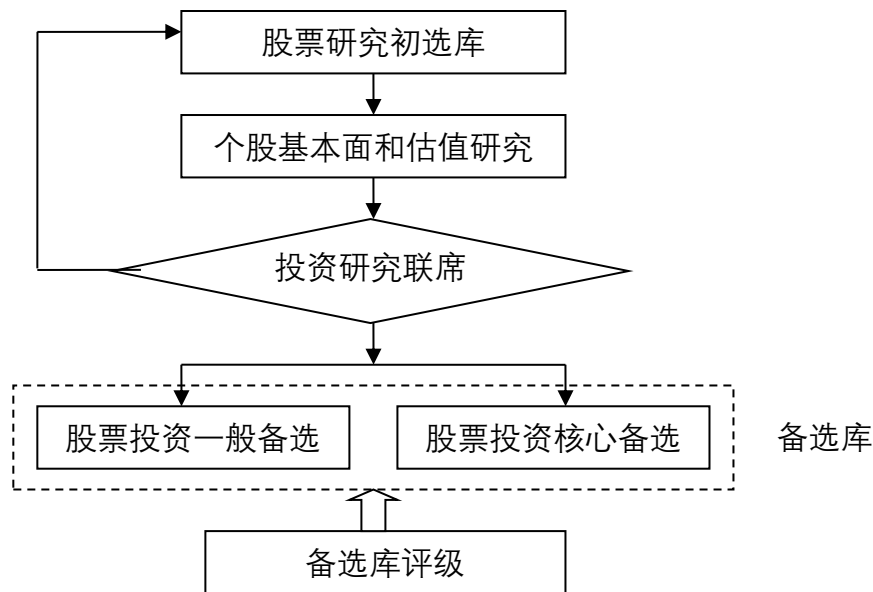 股票研究初选库
个股基本面和估值研究
投资研究联席
股票投资一般备选
股票投资核心备选
备选库
备选库评级